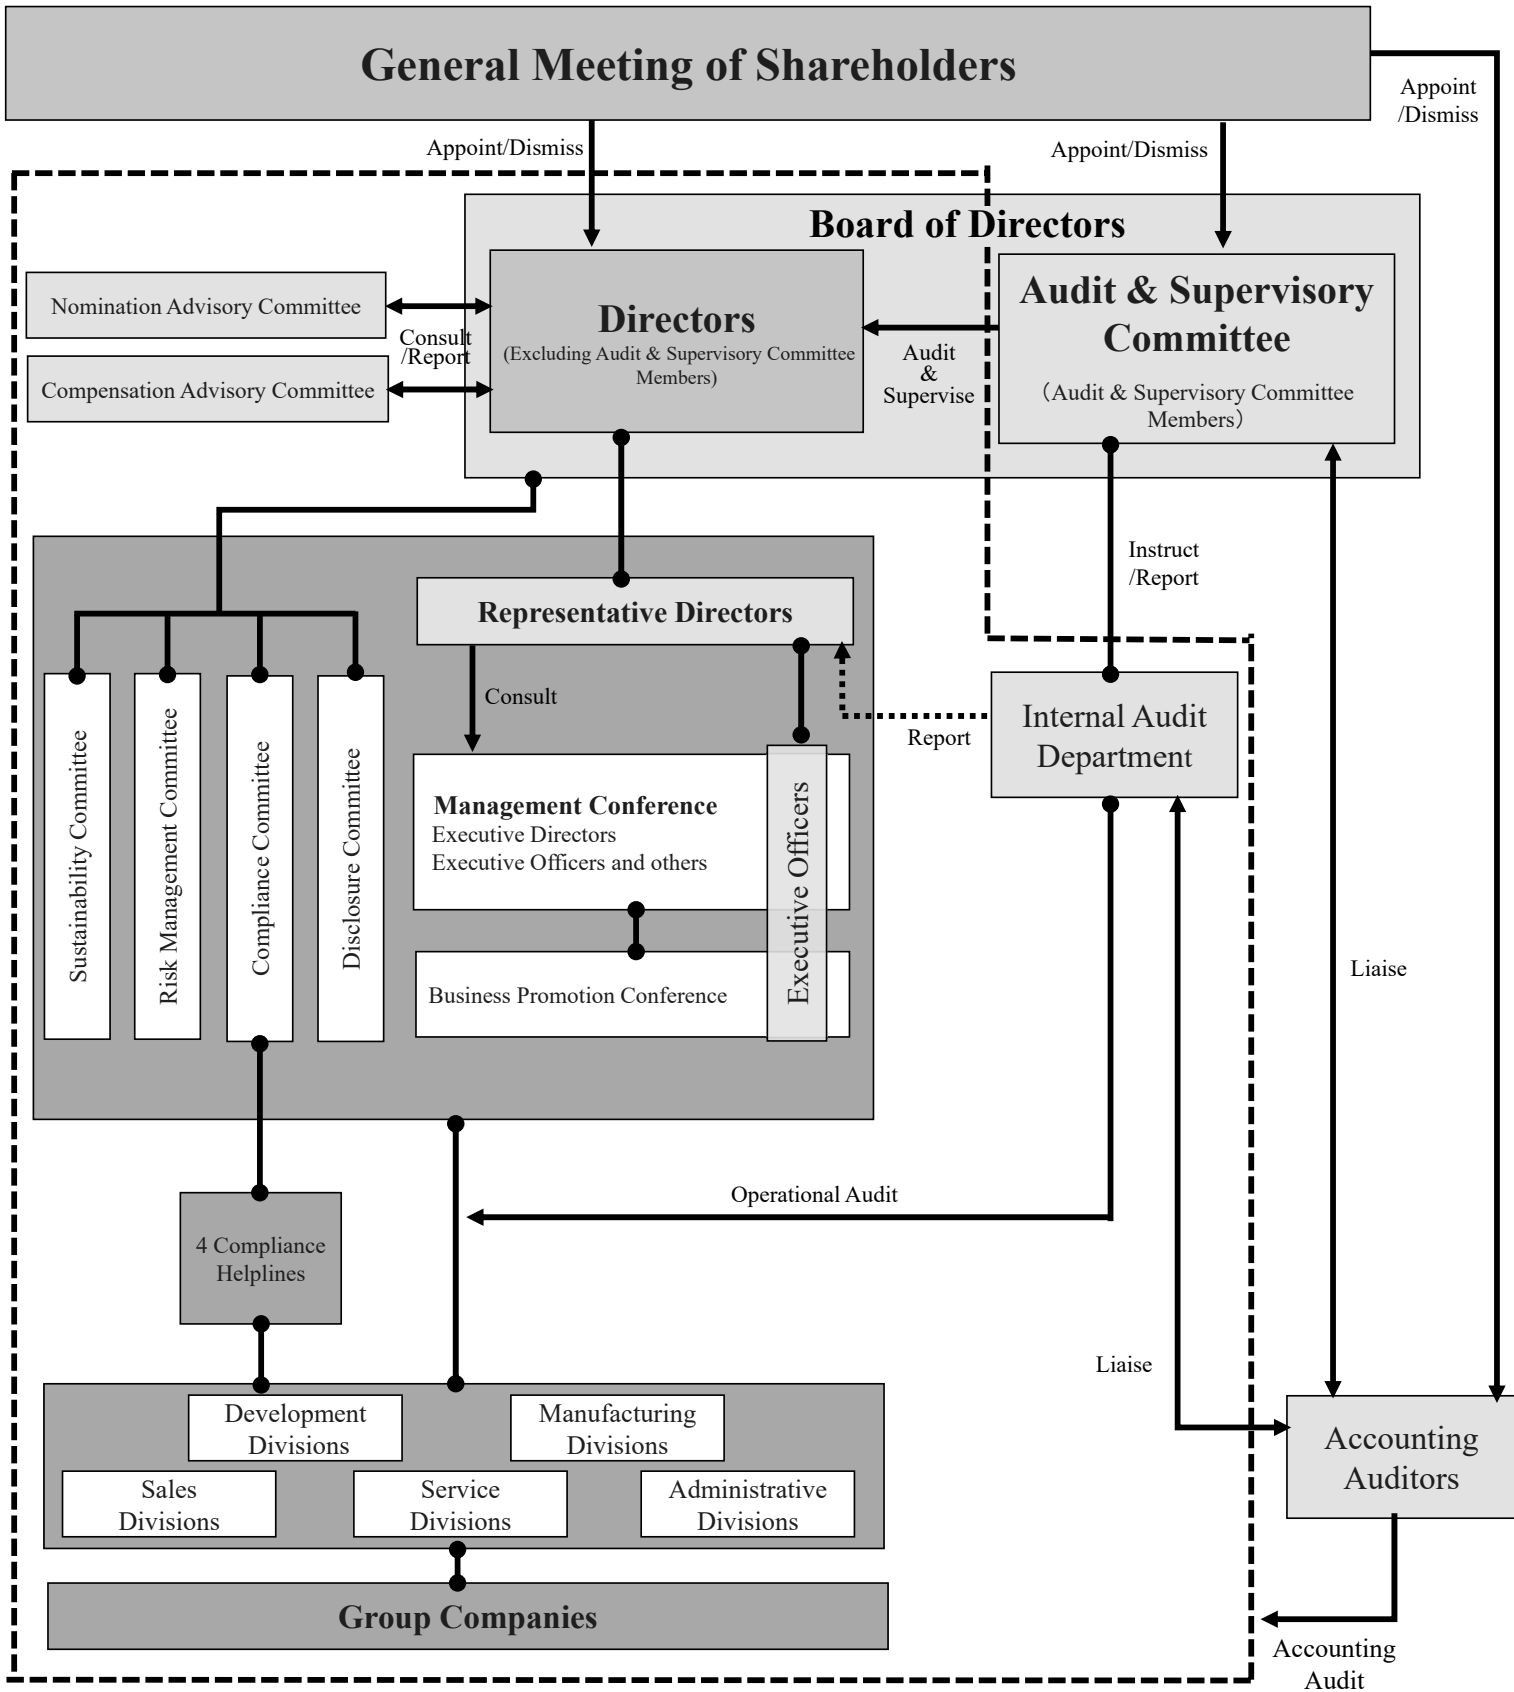 General Meeting of Shareholders
Appoint
/Dismiss
Appoint/Dismiss
Appoint/Dismiss
Board of Directors
Nomination Advisory Committee
Consult
/Report
Compensation Advisory Committee
Directors
(Excluding Audit & Supervisory Committee
Members)
Audit
&
Supervise
Audit & Supervisory
Committee
（Audit & Supervisory Committee
Members）
Instruct
/Report
Representative Directors
Consult
Report
Internal Audit
Department
Sustainability Committee
Risk Management Committee
Compliance Committee
Disclosure Committee
Management Conference
Executive Directors
Executive Officers and others
Executive Officers
Business Promotion Conference
Liaise
Operational Audit
4 Compliance
Helplines
Liaise
Development
Divisions
Manufacturing
Divisions
Sales
Divisions
Service
Divisions
Administrative
Divisions
Accounting
Auditors
Group Companies
Accounting
Audit